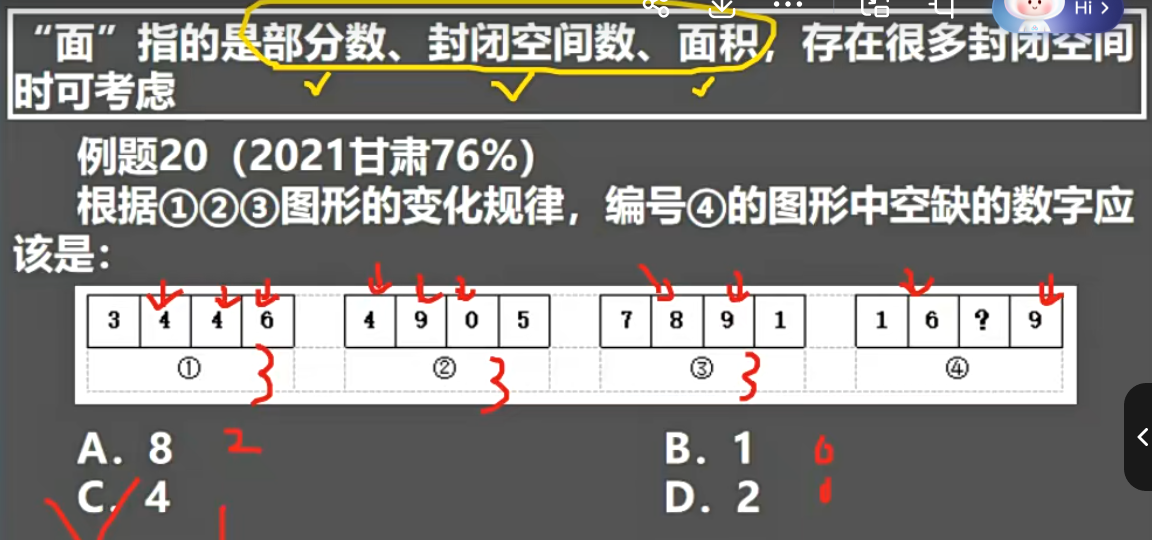 Hi >
“面”指的是部分数、封闭空间数、面积，存在很多封闭空间
时可考虑
例题20（2021甘肃76%）
根据①②③图形的变化规律，编号④的图形中空缺的数字应
该是：
3 4 4 6 4 9 0 5 7 8 9 1 1 6 ? 9
① ② ③ ④
3 3 3
A. 8 2 B. 1 0
C. 4 1 D. 2